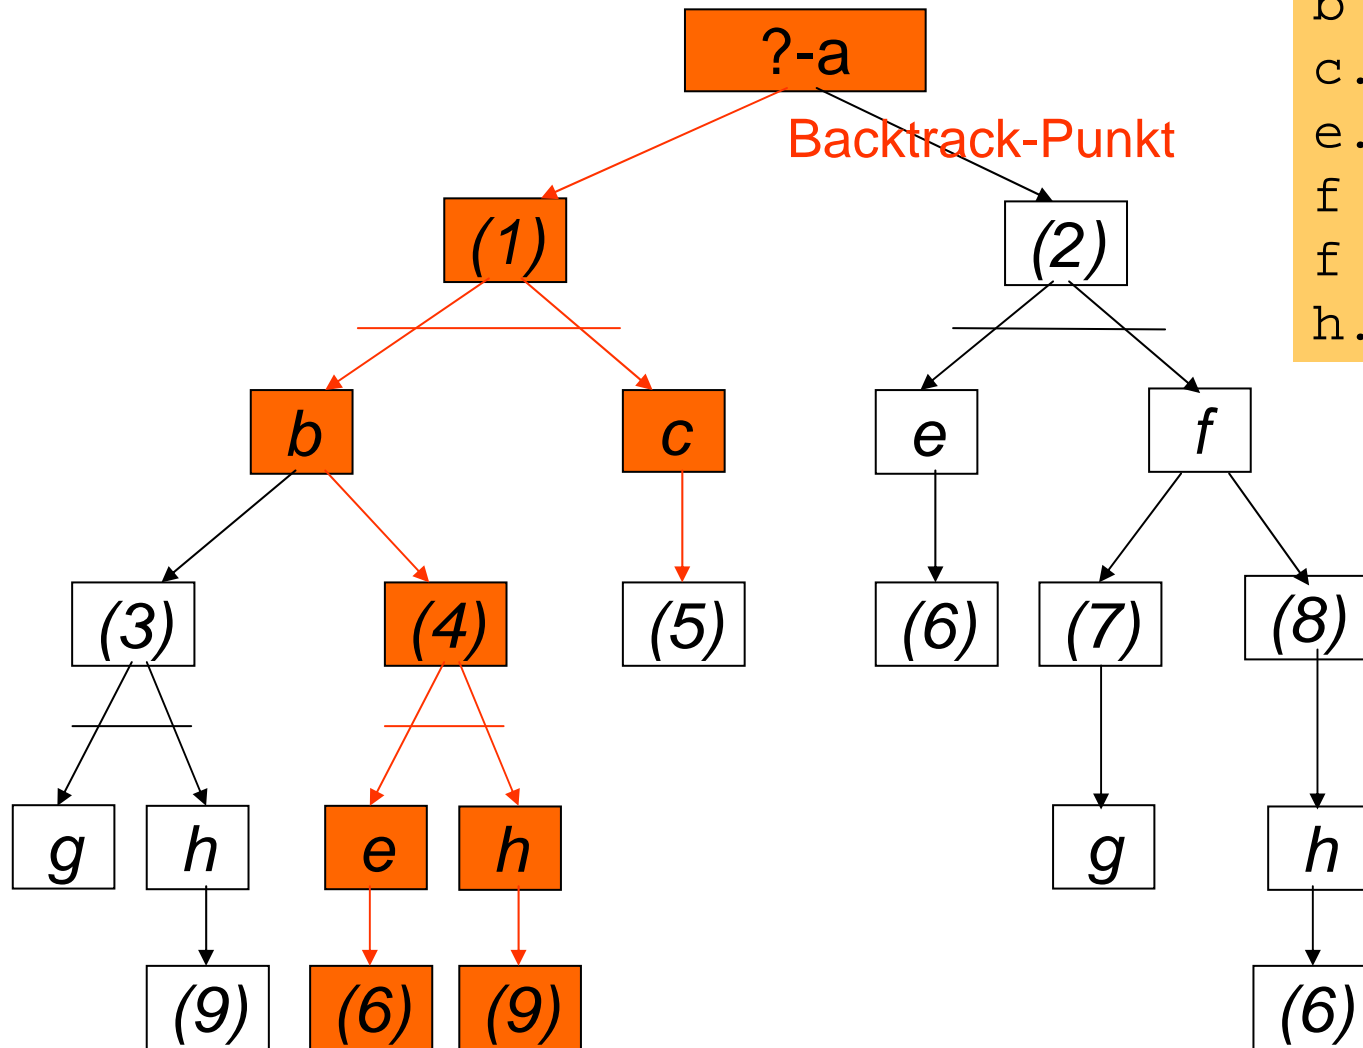 ?-a
Backtrack-Punkt
b
c.
e.
f
f
h.
(1)
(2)
b
c
e
f
(3)
(4)
(5)
(6)
(7)
(8)
g
h
e
h
g
h
(9)
(6)
(9)
(6)